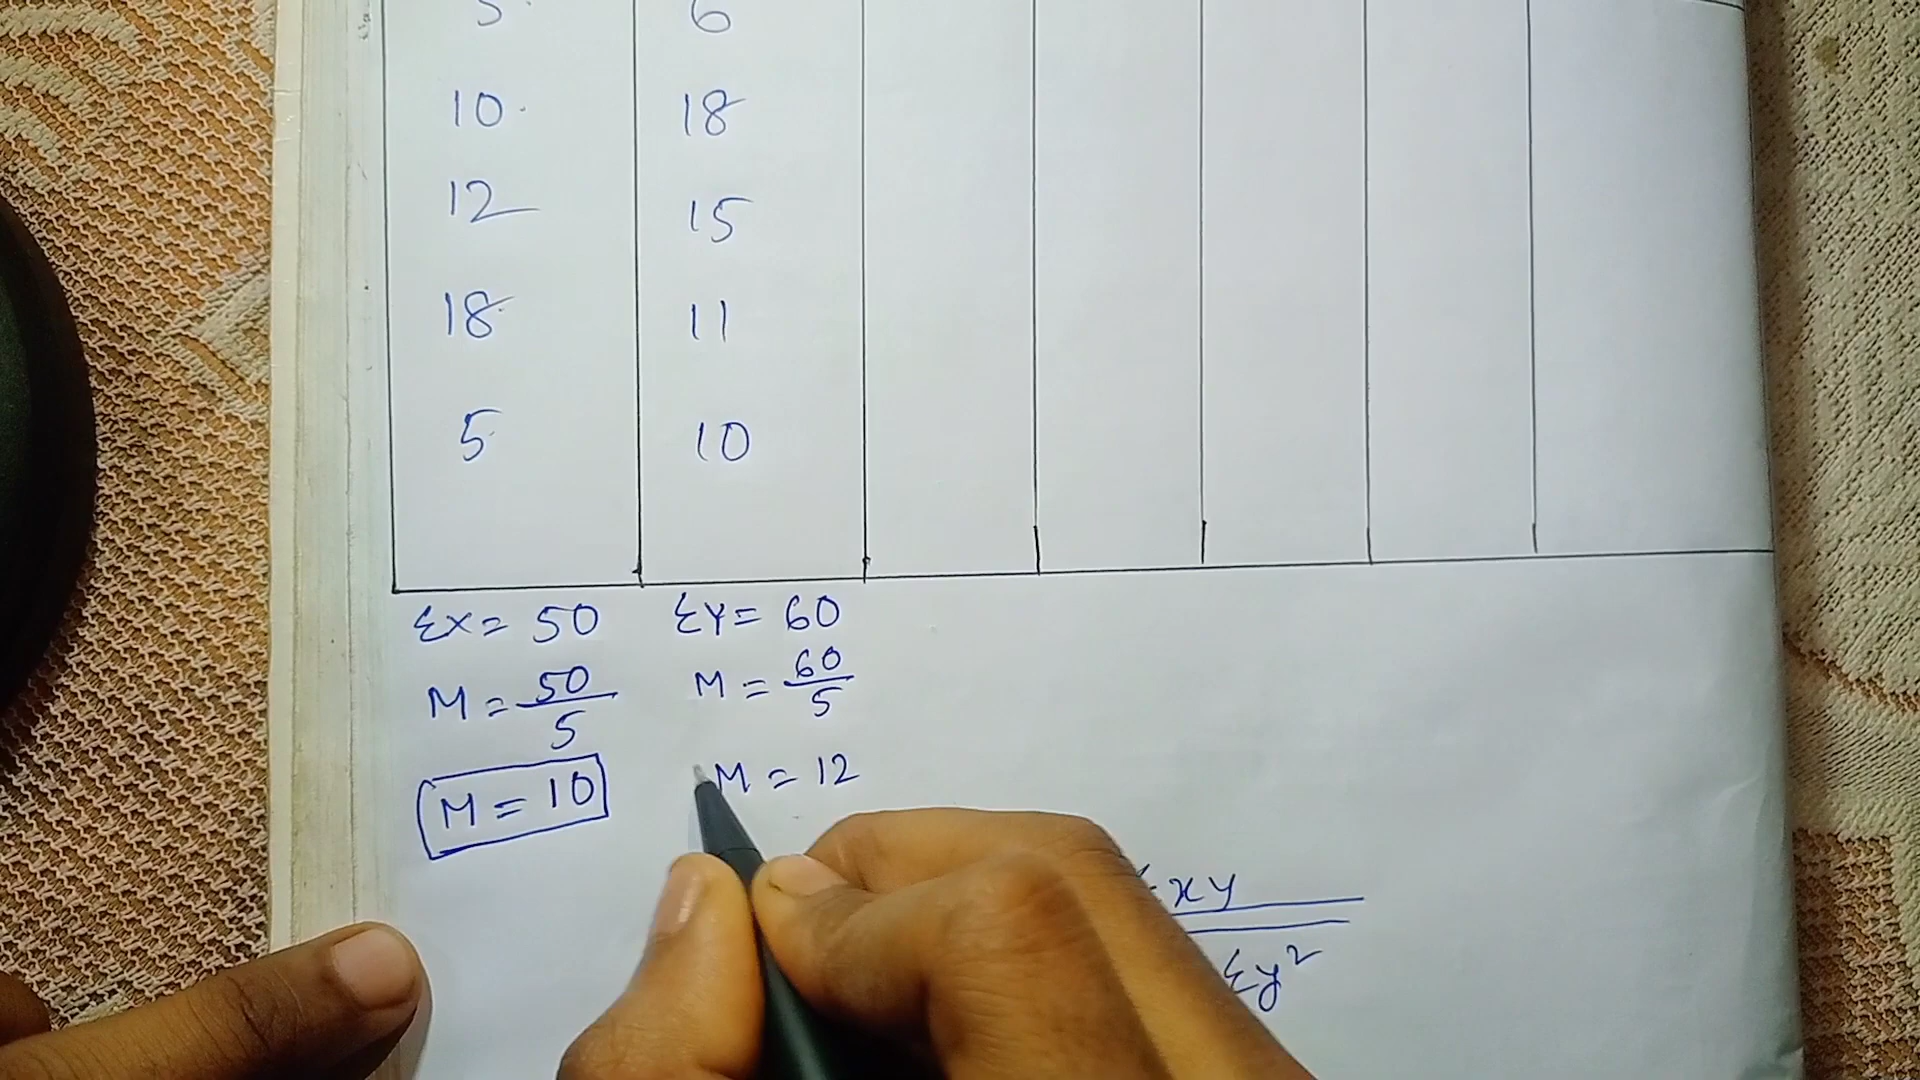 5 6
10 18
12 15
18 11
5 10
ΣX = 50 ΣY = 60
M = 50/5 M = 60/5
M = 10 M = 12
xy
Σy²